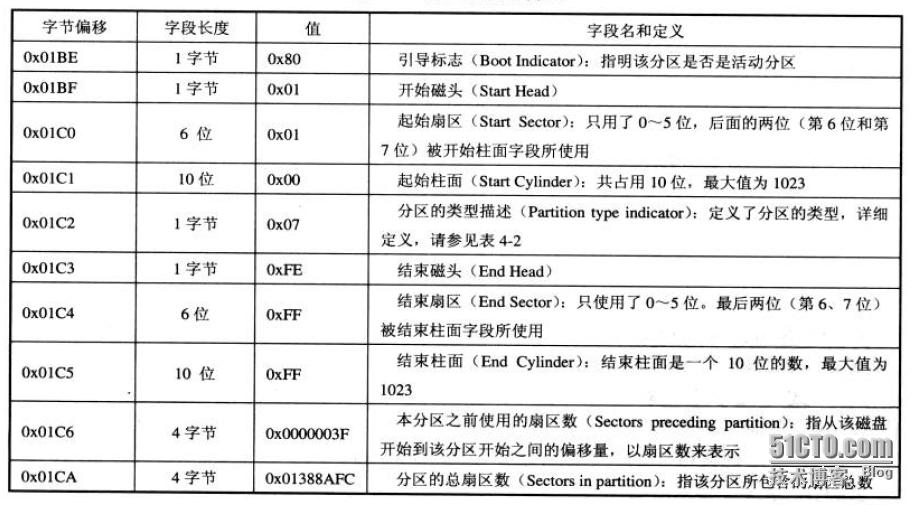 字节偏移 字段长度 值 字段名和定义
0x01BE 1 字节 0x80 引导标志（Boot Indicator）：指明该分区是否是活动分区
0x01BF 1 字节 0x01 开始磁头（Start Head）
0x01C0 6 位 0x01 起始扇区（Start Sector）：只用了 0～5 位，后面的两位（第 6 位和第
7 位）被开始柱面字段所使用
0x01C1 10 位 0x00 起始柱面（Start Cylinder）：共占用 10 位，最大值为 1023
0x01C2 1 字节 0x07 分区的类型描述（Partition type indicator）：定义了分区的类型，详细
定义，请参见表 4-2
0x01C3 1 字节 0xFE 结束磁头（End Head）
0x01C4 6 位 0xFF 结束扇区（End Sector）：只使用了 0～5 位。最后两位（第 6、7 位）
被结束柱面字段所使用
0x01C5 10 位 0xFF 结束柱面（End Cylinder）：结束柱面是一个 10 位的数，最大值为
1023
0x01C6 4 字节 0x0000003F 本分区之前使用的扇区数（Sectors preceding partition）：指从该磁盘
开始到该分区开始之间的偏移量，以扇区数来表示
0x01CA 4 字节 0x01388AFC 分区的总扇区数（Sectors in partition）：指该分区所包含的扇区总数
51CTO.com
技术博客 Blog